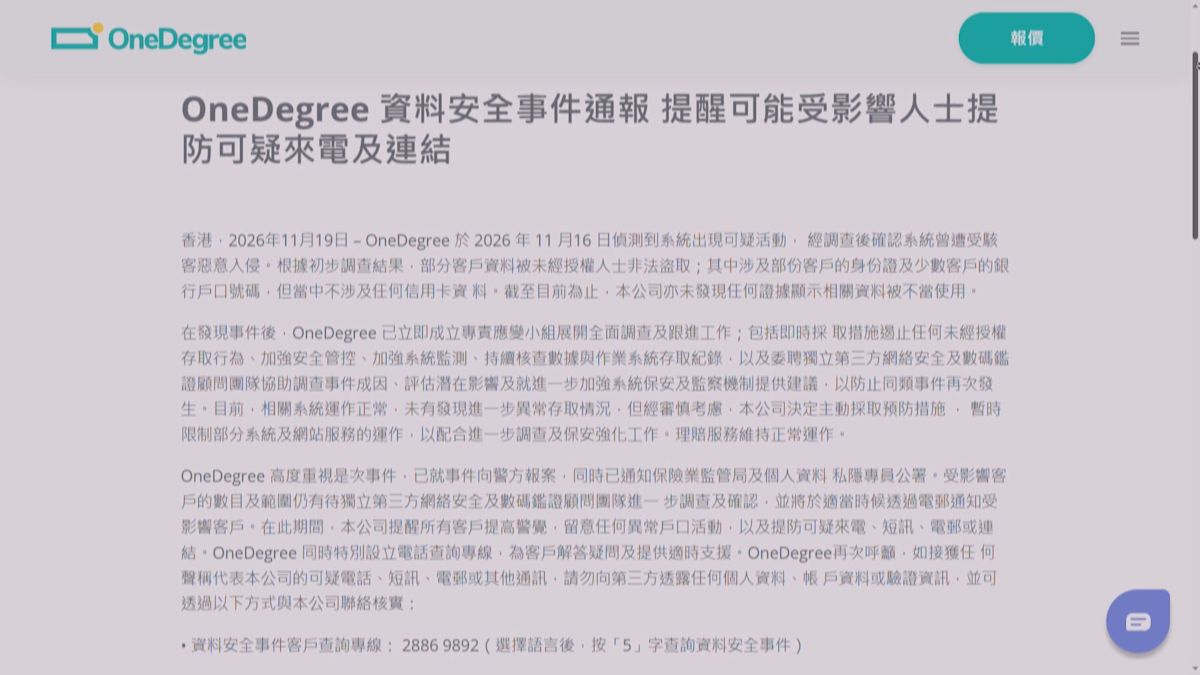 OneDegree
報價
OneDegree 資料安全事件通報 提醒可能受影響人士提
防可疑來電及連結
香港，2026年11月19日 – OneDegree 於 2026 年 11 月16 日偵測到系統出現可疑活動， 經調查後確認系統曾遭受駭
客惡意入侵。根據初步調查結果，部分客戶資料被未經授權人士非法盜取；其中涉及部份客戶的身份證及少數客戶的銀
行戶口號碼，但當中不涉及任何信用卡資 料。截至目前為止，本公司亦未發現任何證據顯示相關資料被不當使用。
在發現事件後，OneDegree 已立即成立專責應變小組展開全面調查及跟進工作；包括即時採 取措施遏止任何未經授權
存取行為、加強安全管控、加強系統監測、持續核查數據與作業系統存取紀錄，以及委聘獨立第三方網絡安全及數碼鑑
證顧問團隊協助調查事件成因、評估潛在影響及就進一步加強系統保安及監察機制提供建議，以防止同類事件再次發
生。目前，相關系統運作正常，未有發現進一步異常存取情況，但經審慎考慮，本公司決定主動採取預防措施 ， 暫時
限制部分系統及網站服務的運作，以配合進一步調查及保安強化工作。理賠服務維持正常運作。
OneDegree 高度重視是次事件，已就事件向警方報案，同時已通知保險業監管局及個人資料 私隱專員公署。受影響客
戶的數目及範圍仍有待獨立第三方網絡安全及數碼鑑證顧問團隊進一 步調查及確認，並將於適當時候透過電郵通知受
影響客戶。在此期間，本公司提醒所有客戶提高警覺，留意任何異常戶口活動，以及提防可疑來電、短訊、電郵或連
結。OneDegree 同時特別設立電話查詢專線，為客戶解答疑問及提供適時支援。OneDegree再次呼籲，如接獲任 何
聲稱代表本公司的可疑電話、短訊、電郵或其他通訊，請勿向第三方透露任何個人資料、帳 戶資料或驗證資訊，並可
透過以下方式與本公司聯絡核實：
• 資料安全事件客戶查詢專線： 2886 9892（選擇語言後，按「5」字查詢資料安全事件）